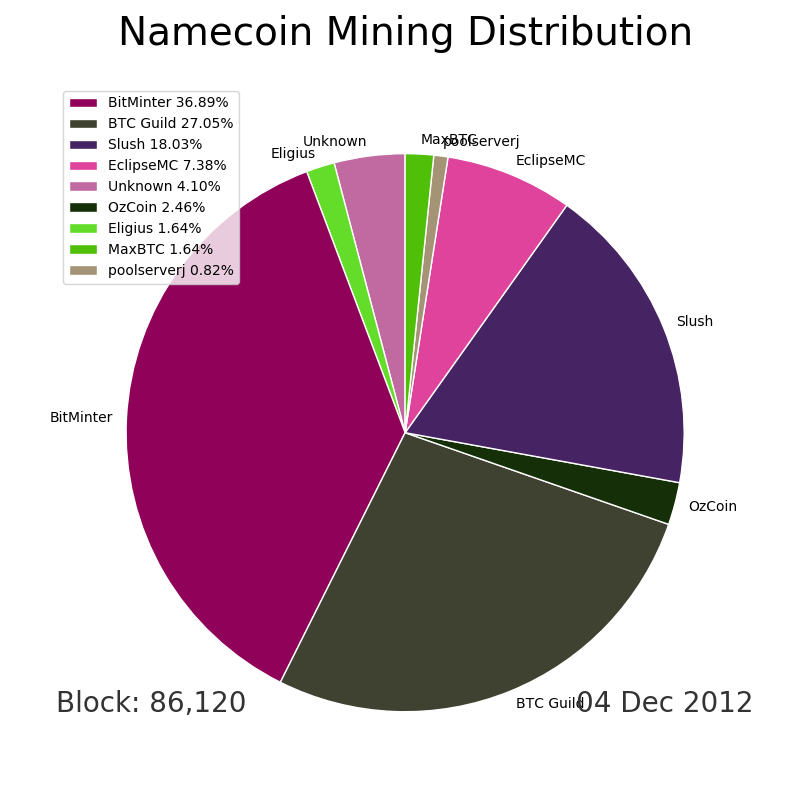 Namecoin Mining Distribution
BitMinter 36.89%
BTC Guild 27.05%
Slush 18.03%
EclipseMC 7.38%
Unknown 4.10%
OzCoin 2.46%
Eligius 1.64%
MaxBTC 1.64%
poolserverj 0.82%
Unknown
MaxBTC
poolserverj
Eligius
EclipseMC
Slush
BitMinter
OzCoin
BTC Guild
Block: 86,120
04 Dec 2012